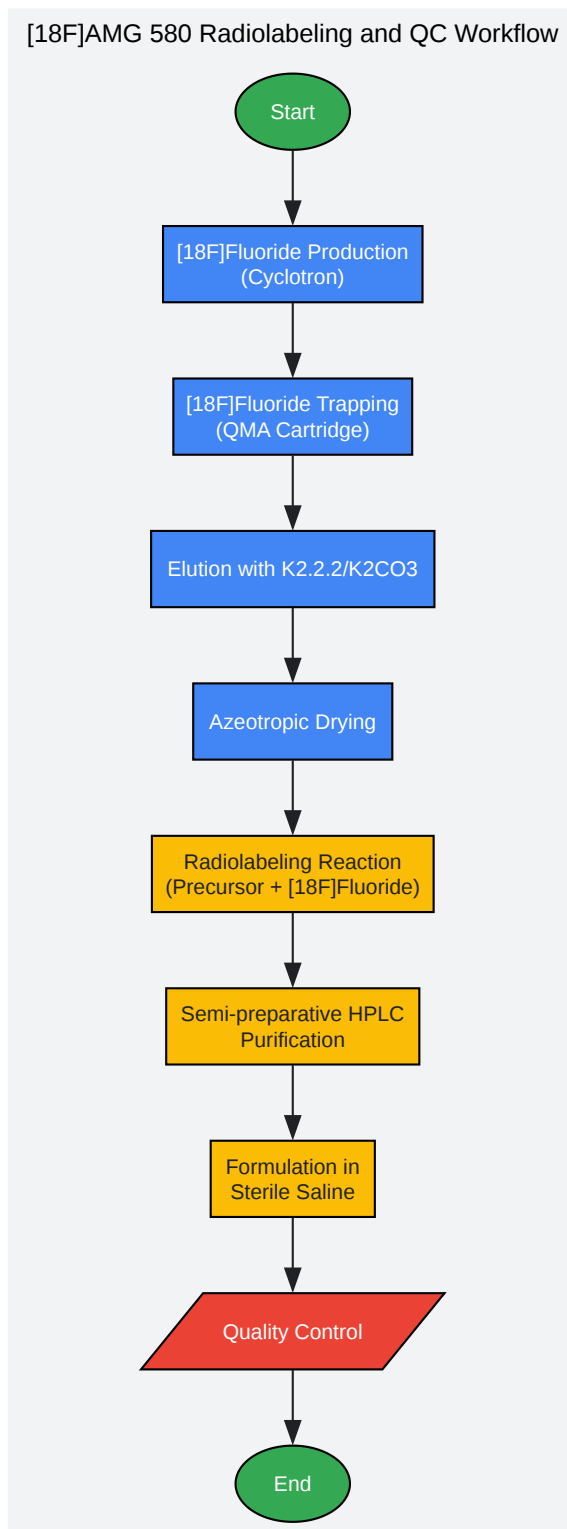 [18F]AMG 580 Radiolabeling and QC Workflow
Start
[18F]Fluoride Production
(Cyclotron)
[18F]Fluoride Trapping
(QMA Cartridge)
Elution with K2.2.2/K2CO3
Azeotropic Drying
Radiolabeling Reaction
(Precursor + [18F]Fluoride)
Semi-preparative HPLC
Purification
Formulation in
Sterile Saline
Quality Control
End